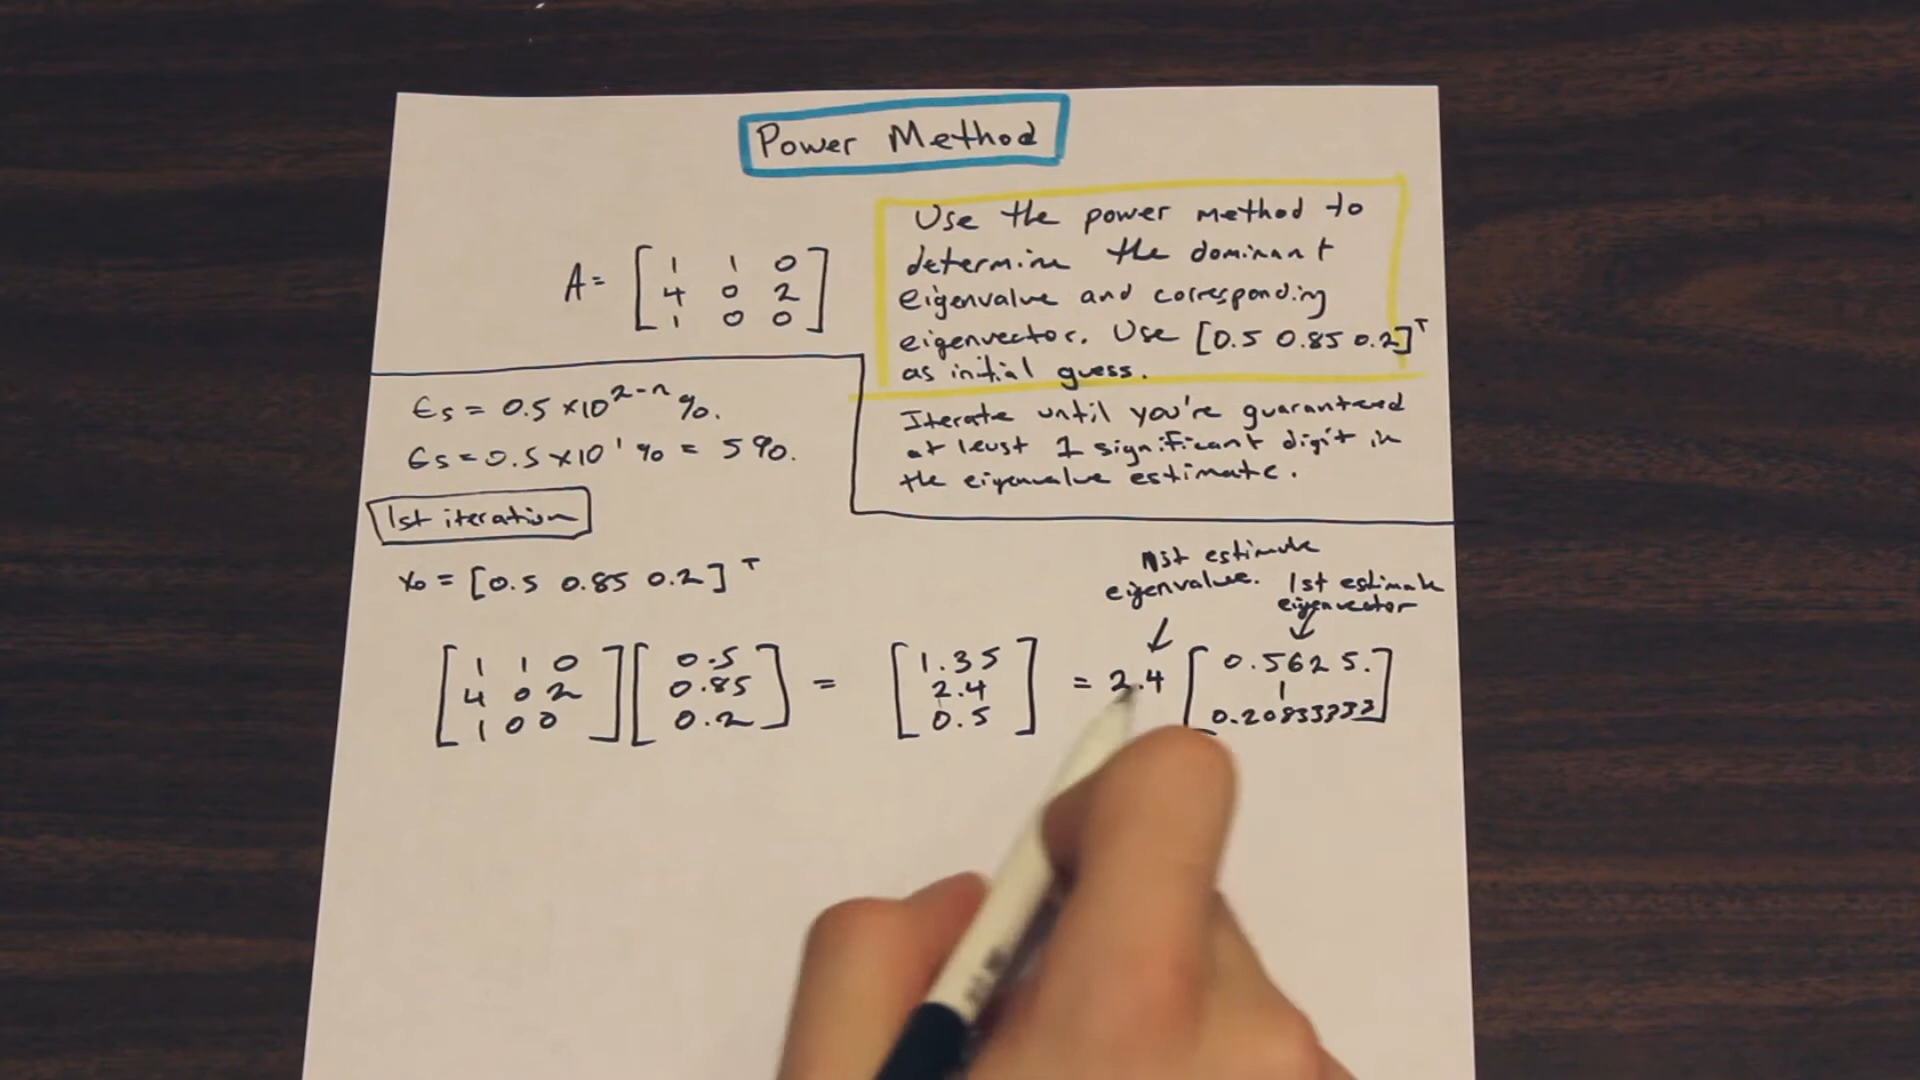 Power Method
A = [ 1 1 0
4 0 2
1 0 0 ]
Use the power method to
determine the dominant
eigenvalue and corresponding
eigenvector. Use [0.5 0.85 0.2]ᵀ
as initial guess.
Iterate until you're guaranteed
at least 1 significant digit in
the eigenvalue estimate.
Es = 0.5 ×10²⁻ⁿ %.
Es = 0.5 ×10¹ % = 5 %.
1st iteration
x₀ = [0.5 0.85 0.2]ᵀ
1st estimate
eigenvalue.
1st estimate
eigenvector
[ 1 1 0 ] [ 0.5 ] = [ 1.35 ] = 2.4 [ 0.5625. ]
[ 4 0 2 ] [ 0.85 ] [ 2.4 ] [ 1 ]
[ 1 0 0 ] [ 0.2 ] [ 0.5 ] [ 0.20833333 ]